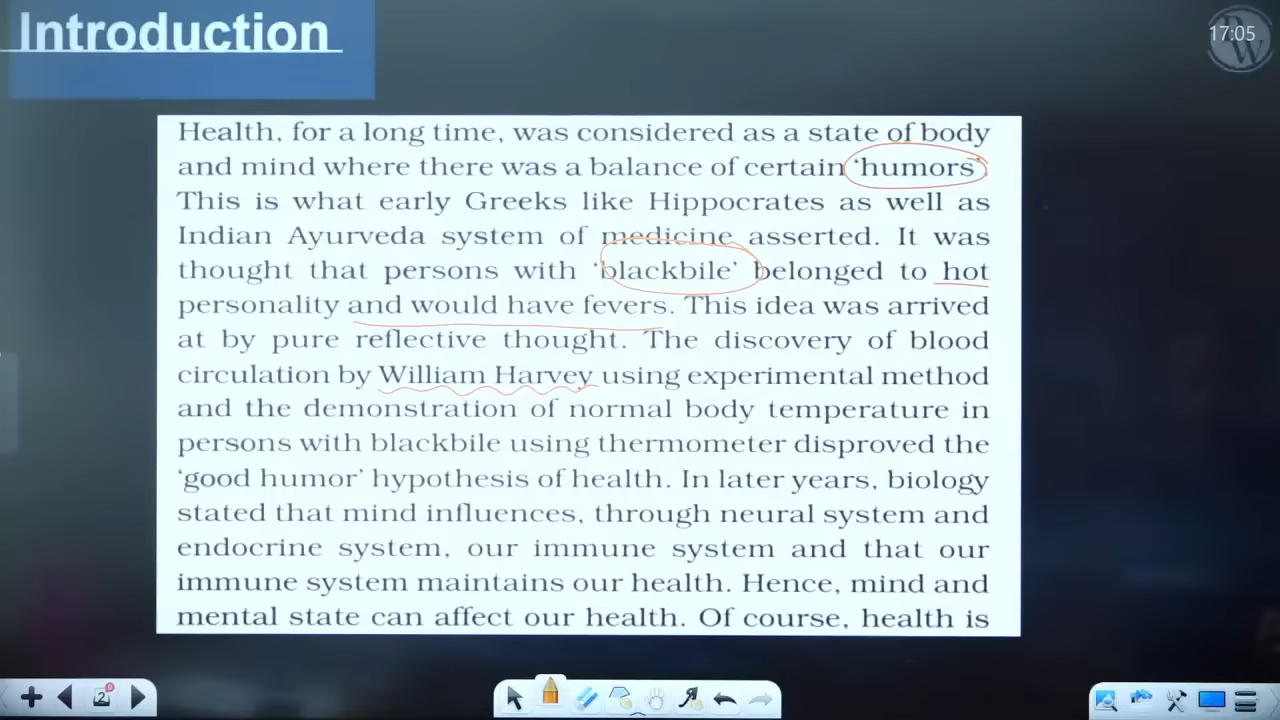 Introduction
17:05
Health, for a long time, was considered as a state of body
and mind where there was a balance of certain ‘humors’.
This is what early Greeks like Hippocrates as well as
Indian Ayurveda system of medicine asserted. It was
thought that persons with ‘blackbile’ belonged to hot
personality and would have fevers. This idea was arrived
at by pure reflective thought. The discovery of blood
circulation by William Harvey using experimental method
and the demonstration of normal body temperature in
persons with blackbile using thermometer disproved the
‘good humor’ hypothesis of health. In later years, biology
stated that mind influences, through neural system and
endocrine system, our immune system and that our
immune system maintains our health. Hence, mind and
mental state can affect our health. Of course, health is
2